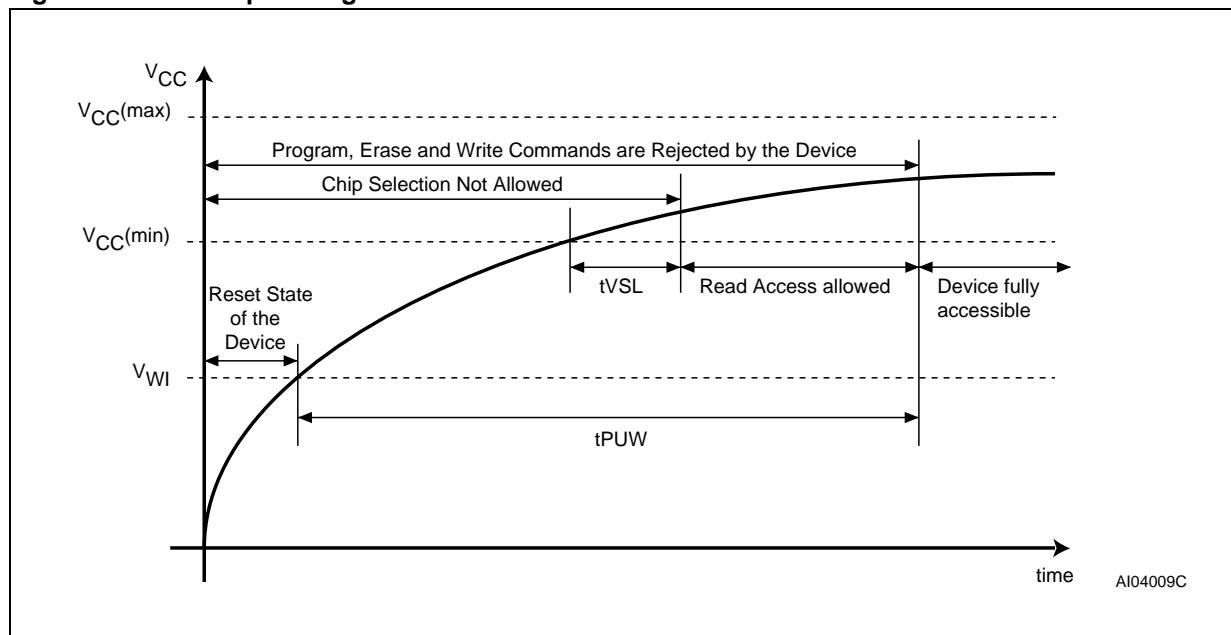 VCC
VCC(max)
Program, Erase and Write Commands are Rejected by the Device
Chip Selection Not Allowed
VCC(min)
tVSL
Read Access allowed
Device fully
accessible
Reset State
of the
Device
VWI
tPUW
time
AI04009C